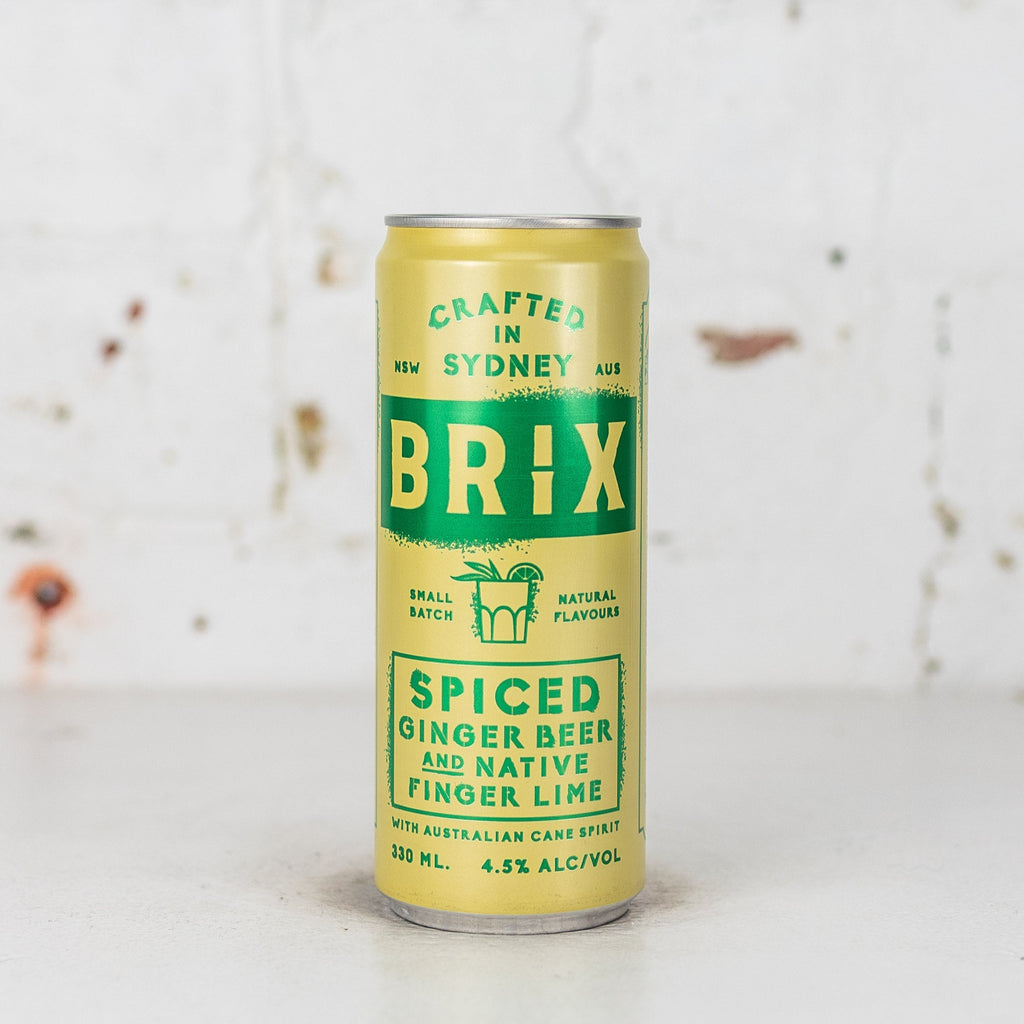 CRAFTED
IN
NSW SYDNEY AUS
BRIX
SMALL NATURAL
BATCH FLAVOURS
SPICED
GINGER BEER
AND NATIVE
FINGER LIME
WITH AUSTRALIAN CANE SPIRIT
330 ML. 4.5% ALC/VOL